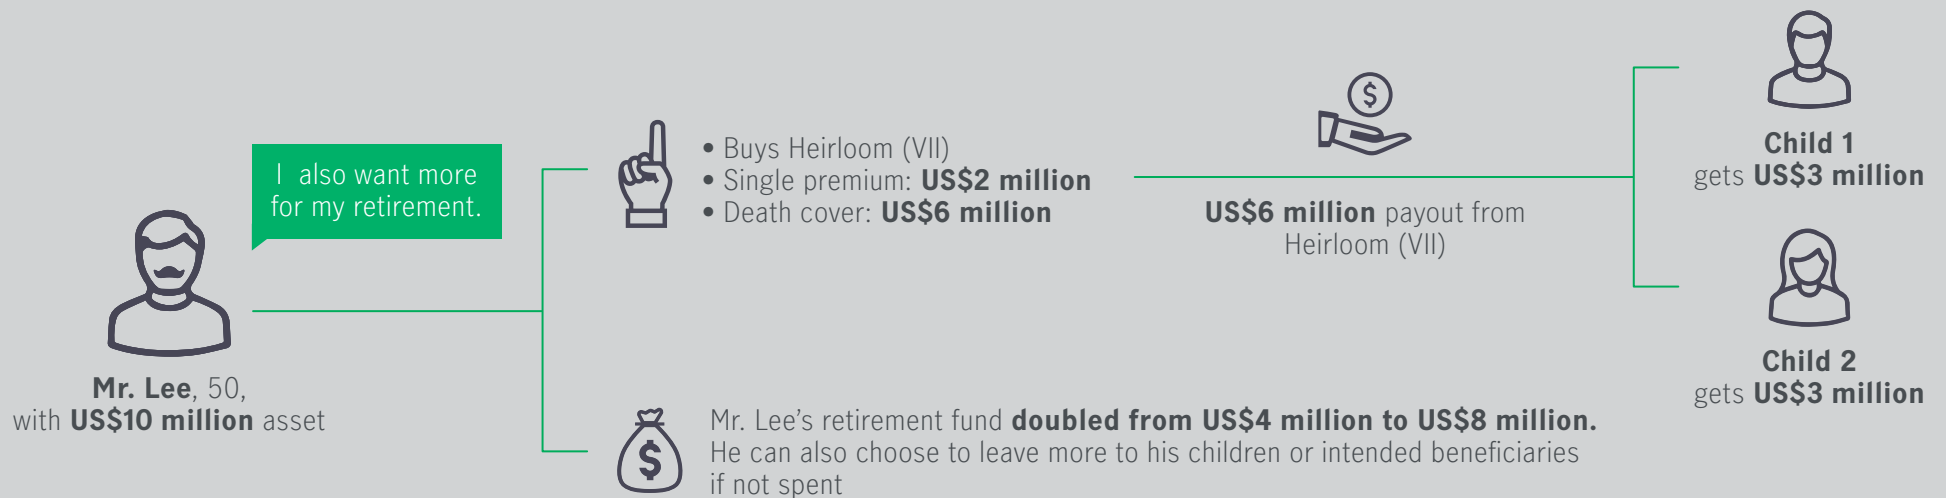 I also want more
for my retirement.
Mr. Lee, 50,
with US$10 million asset
• Buys Heirloom (VII)
• Single premium: US$2 million
• Death cover: US$6 million
$
US$6 million payout from
Heirloom (VII)
Child 1
gets US$3 million
Child 2
gets US$3 million
$
Mr. Lee’s retirement fund doubled from US$4 million to US$8 million.
He can also choose to leave more to his children or intended beneficiaries
if not spent